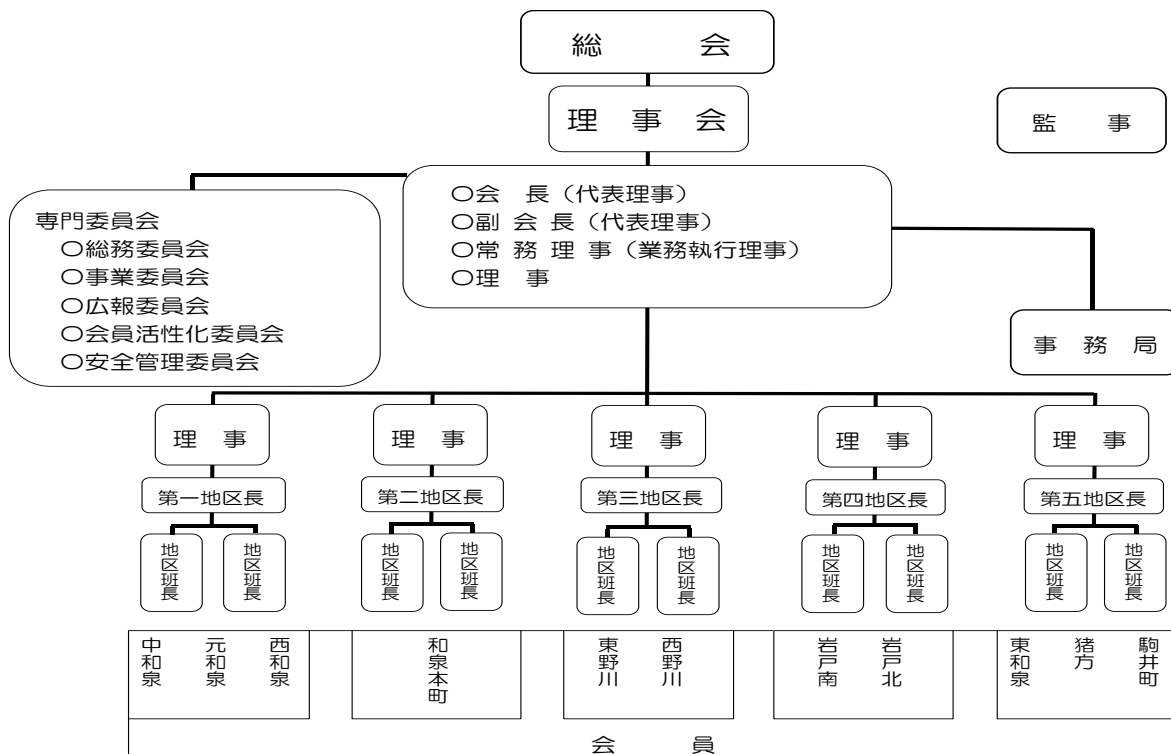 総　会
理　事　会
監　事
○会　長（代表理事）
○副 会 長（代表理事）
○常 務 理 事（業務執行理事）
○理　事
専門委員会
○総務委員会
○事業委員会
○広報委員会
○会員活性化委員会
○安全管理委員会
事　務　局
理　事
理　事
理　事
理　事
理　事
第一地区長
第二地区長
第三地区長
第四地区長
第五地区長
地区班長
地区班長
地区班長
地区班長
地区班長
地区班長
地区班長
地区班長
地区班長
地区班長
中和泉
元和泉
西和泉
和泉本町
東野川
西野川
岩戸南
岩戸北
東和泉
猪方
駒井町
会　員